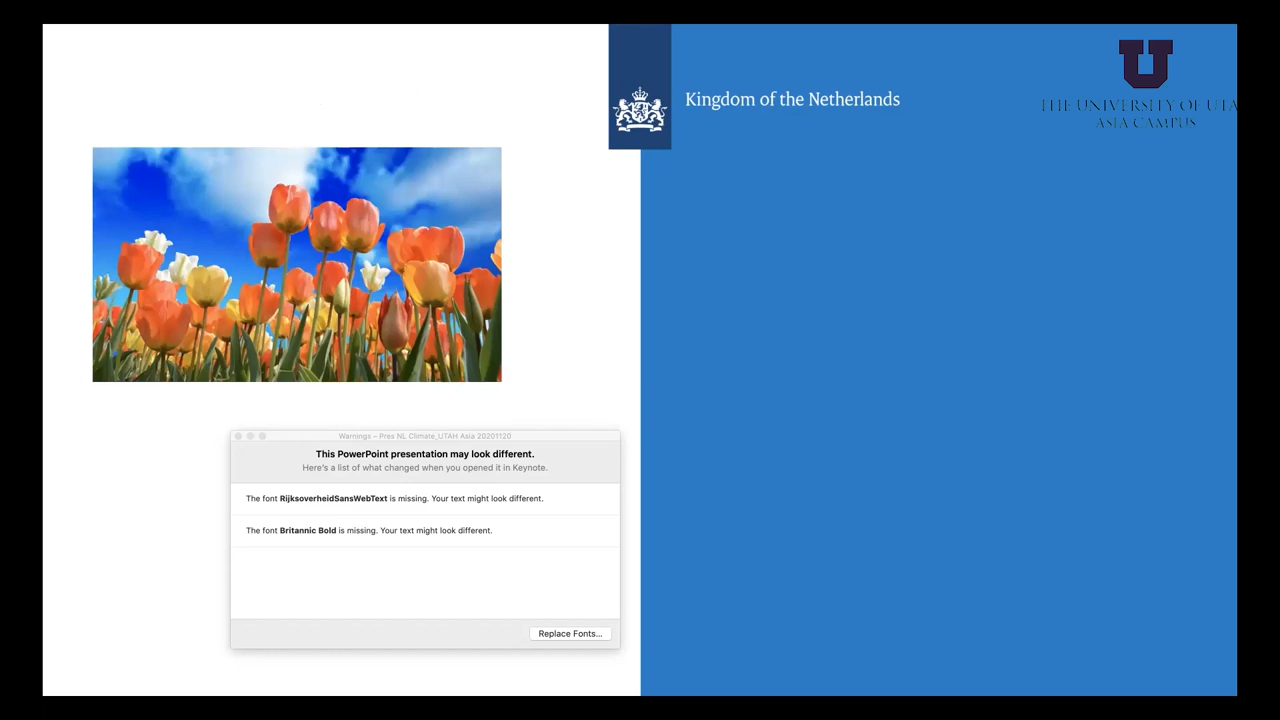 Kingdom of the Netherlands
THE UNIVERSITY OF UTA
ASIA CAMPUS
Warnings – Pres NL Climate_UTAH Asia 20201120
This PowerPoint presentation may look different.
Here's a list of what changed when you opened it in Keynote.
The font RijksoverheidSansWebText is missing. Your text might look different.
The font Britannic Bold is missing. Your text might look different.
Replace Fonts...